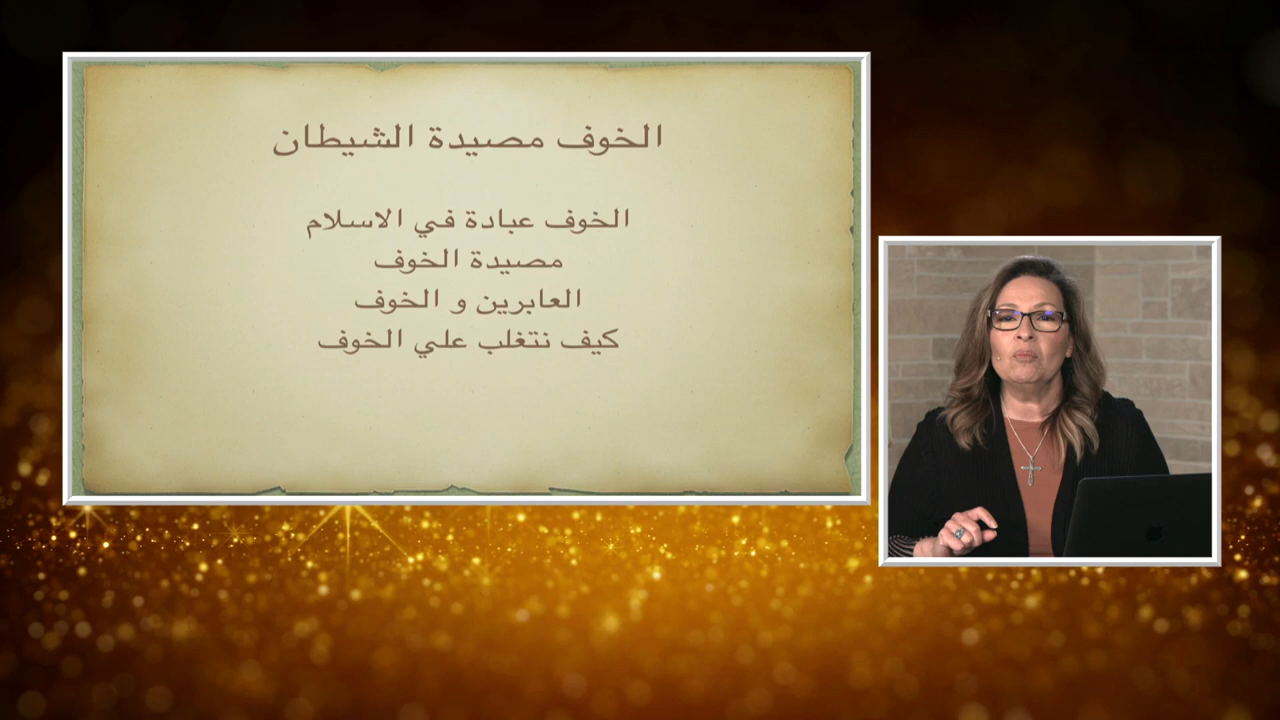 الخوف مصيدة الشيطان
الخوف عبادة في الاسلام
مصيدة الخوف
العابرين و الخوف
كيف نتغلب علي الخوف